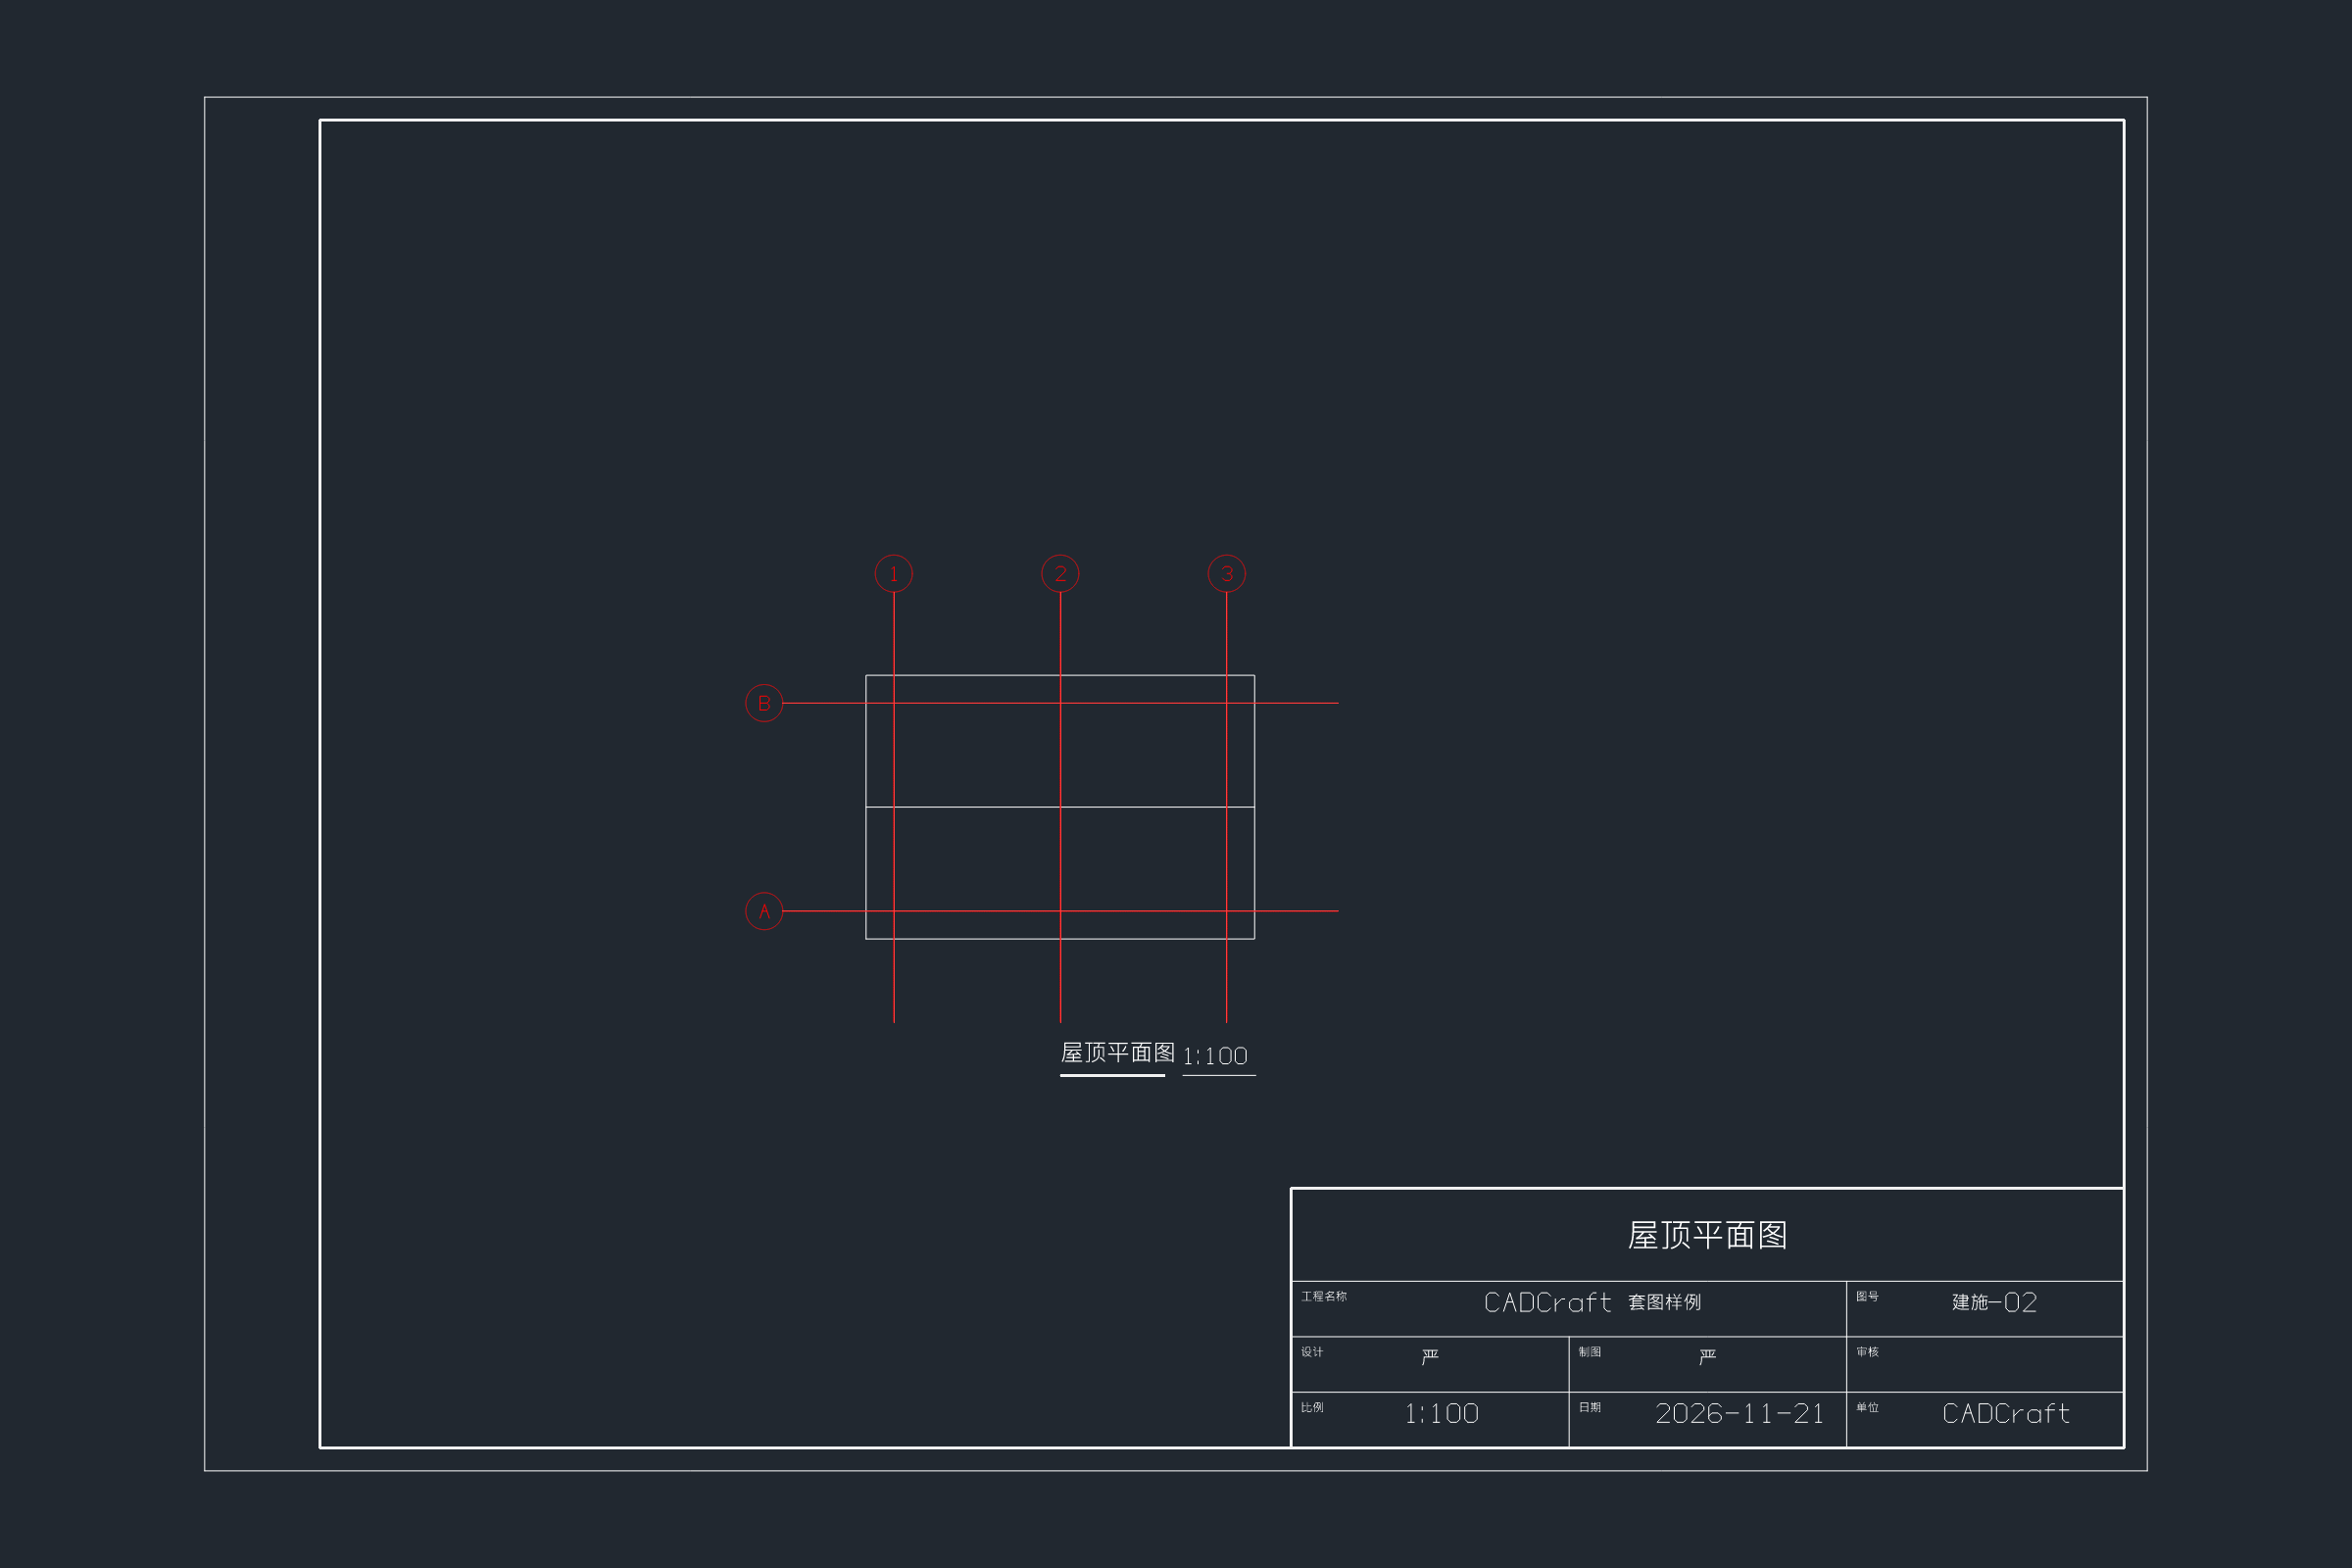 1 2 3
B
A
屋顶平面图 1:100
屋顶平面图
工程名称 CADCraft 套图样例 图号 建施-02
设计 严 制图 严 审核
比例 1:100 日期 2026-11-21 单位 CADCraft